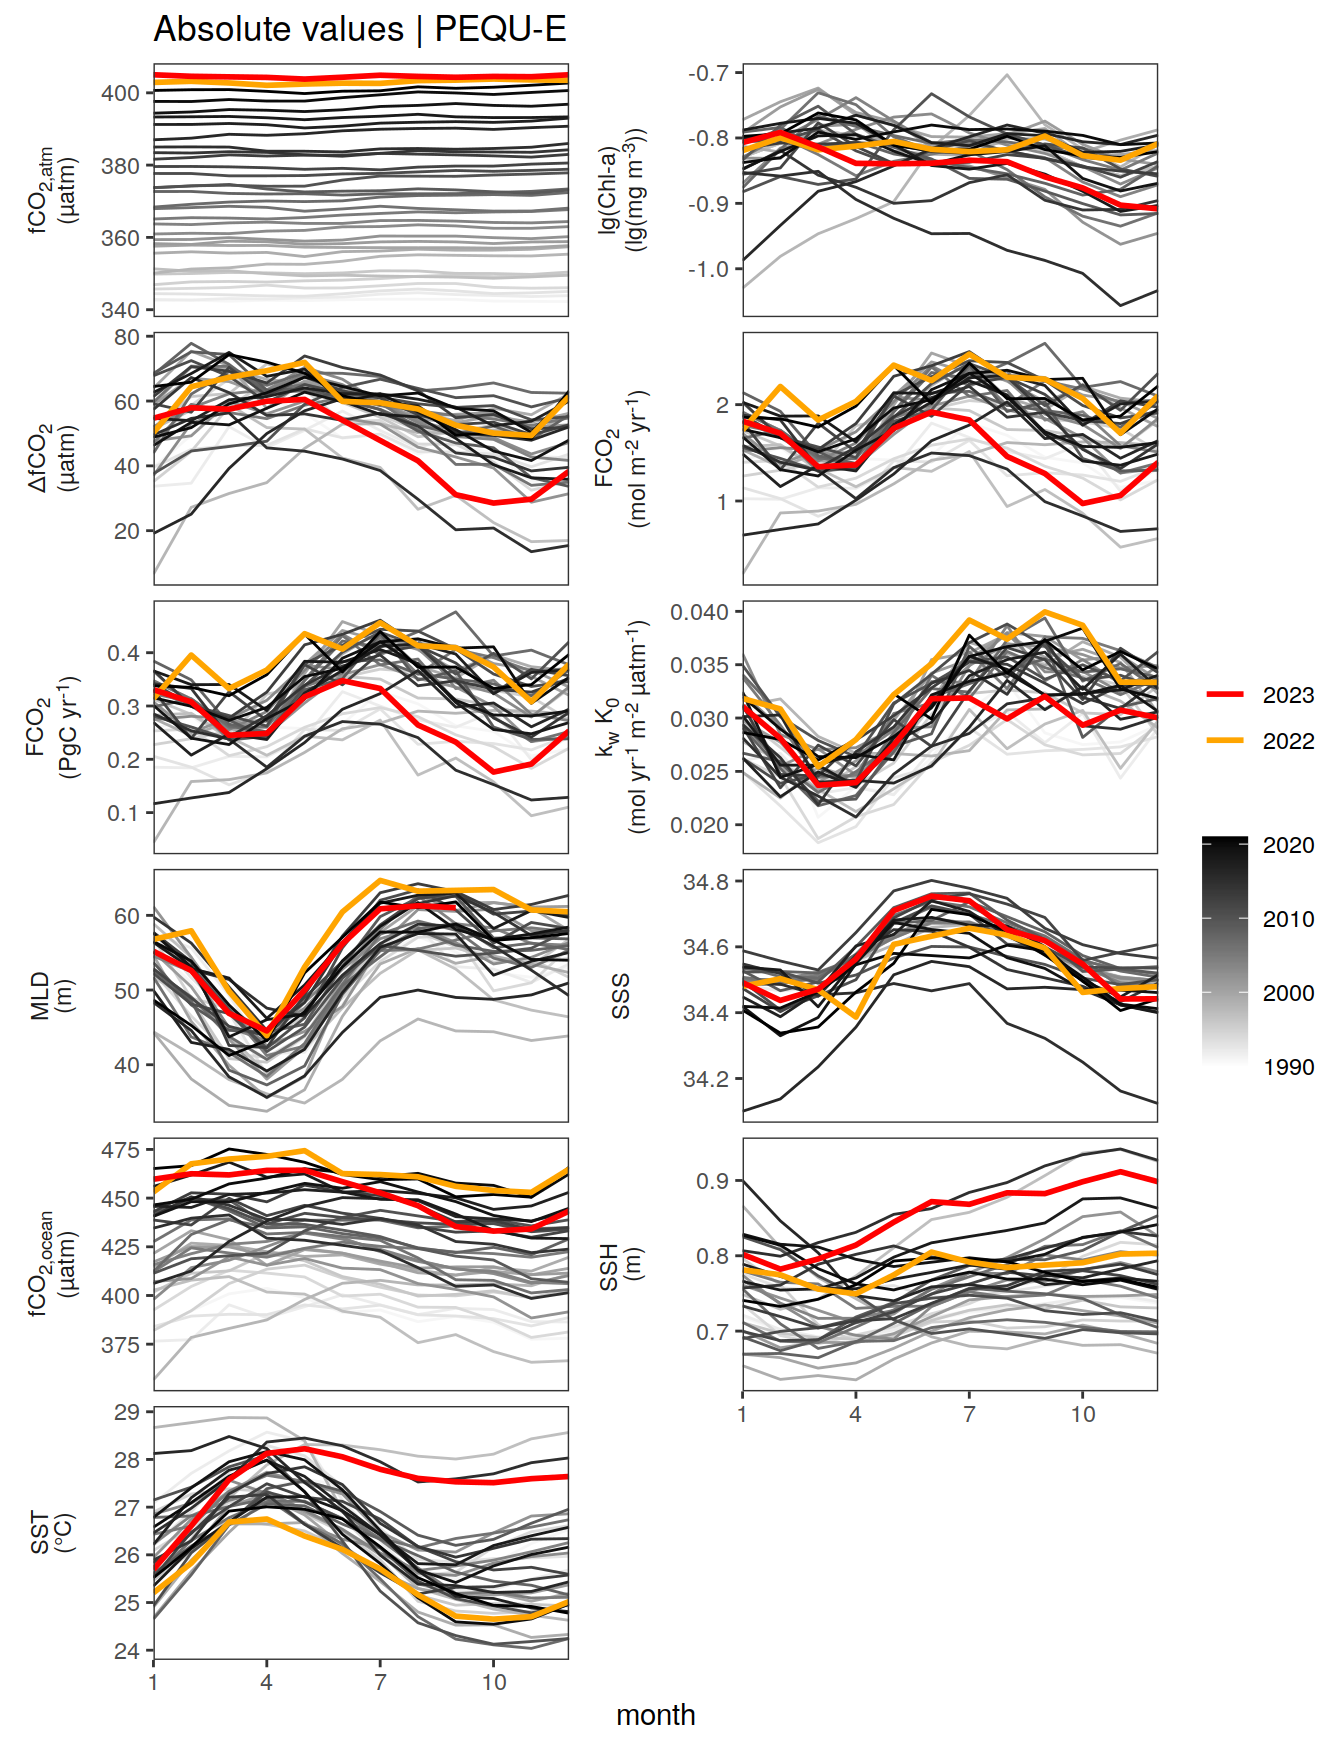 Absolute values | PEQU-E
fCO2,atm
(µatm)
400
380
360
340
lg(Chl-a)
(lg(mg m-3))
-0.7
-0.8
-0.9
-1.0
ΔfCO2
(µatm)
80
60
40
20
FCO2
(mol m-2 yr-1)
2
1
FCO2
(PgC yr-1)
0.4
0.3
0.2
0.1
kw K0
(mol yr-1 m-2 µatm-1)
0.040
0.035
0.030
0.025
0.020
MLD
(m)
60
50
40
SSS
34.8
34.6
34.4
34.2
fCO2,ocean
(µatm)
475
450
425
400
375
SSH
(m)
0.9
0.8
0.7
1 4 7 10
SST
(°C)
29
28
27
26
25
24
1 4 7 10
month
2023
2022
2020
2010
2000
1990